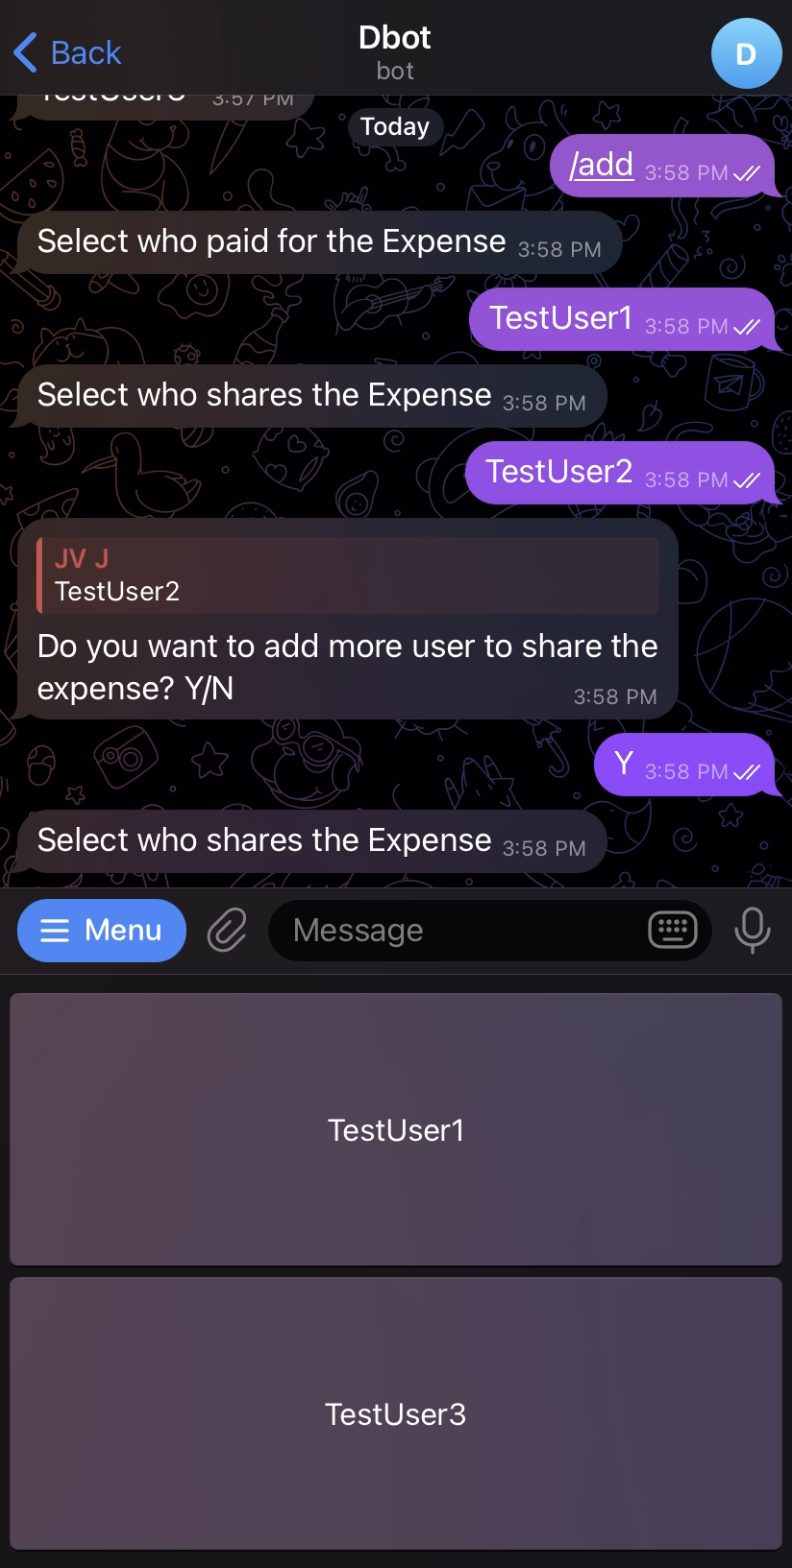 Back
Dbot
bot
D
3:57 PM
Today
/add 3:58 PM
Select who paid for the Expense 3:58 PM
TestUser1 3:58 PM
Select who shares the Expense 3:58 PM
TestUser2 3:58 PM
JV J
TestUser2
Do you want to add more user to share the
expense? Y/N 3:58 PM
Y 3:58 PM
Select who shares the Expense 3:58 PM
Menu Message
TestUser1
TestUser3